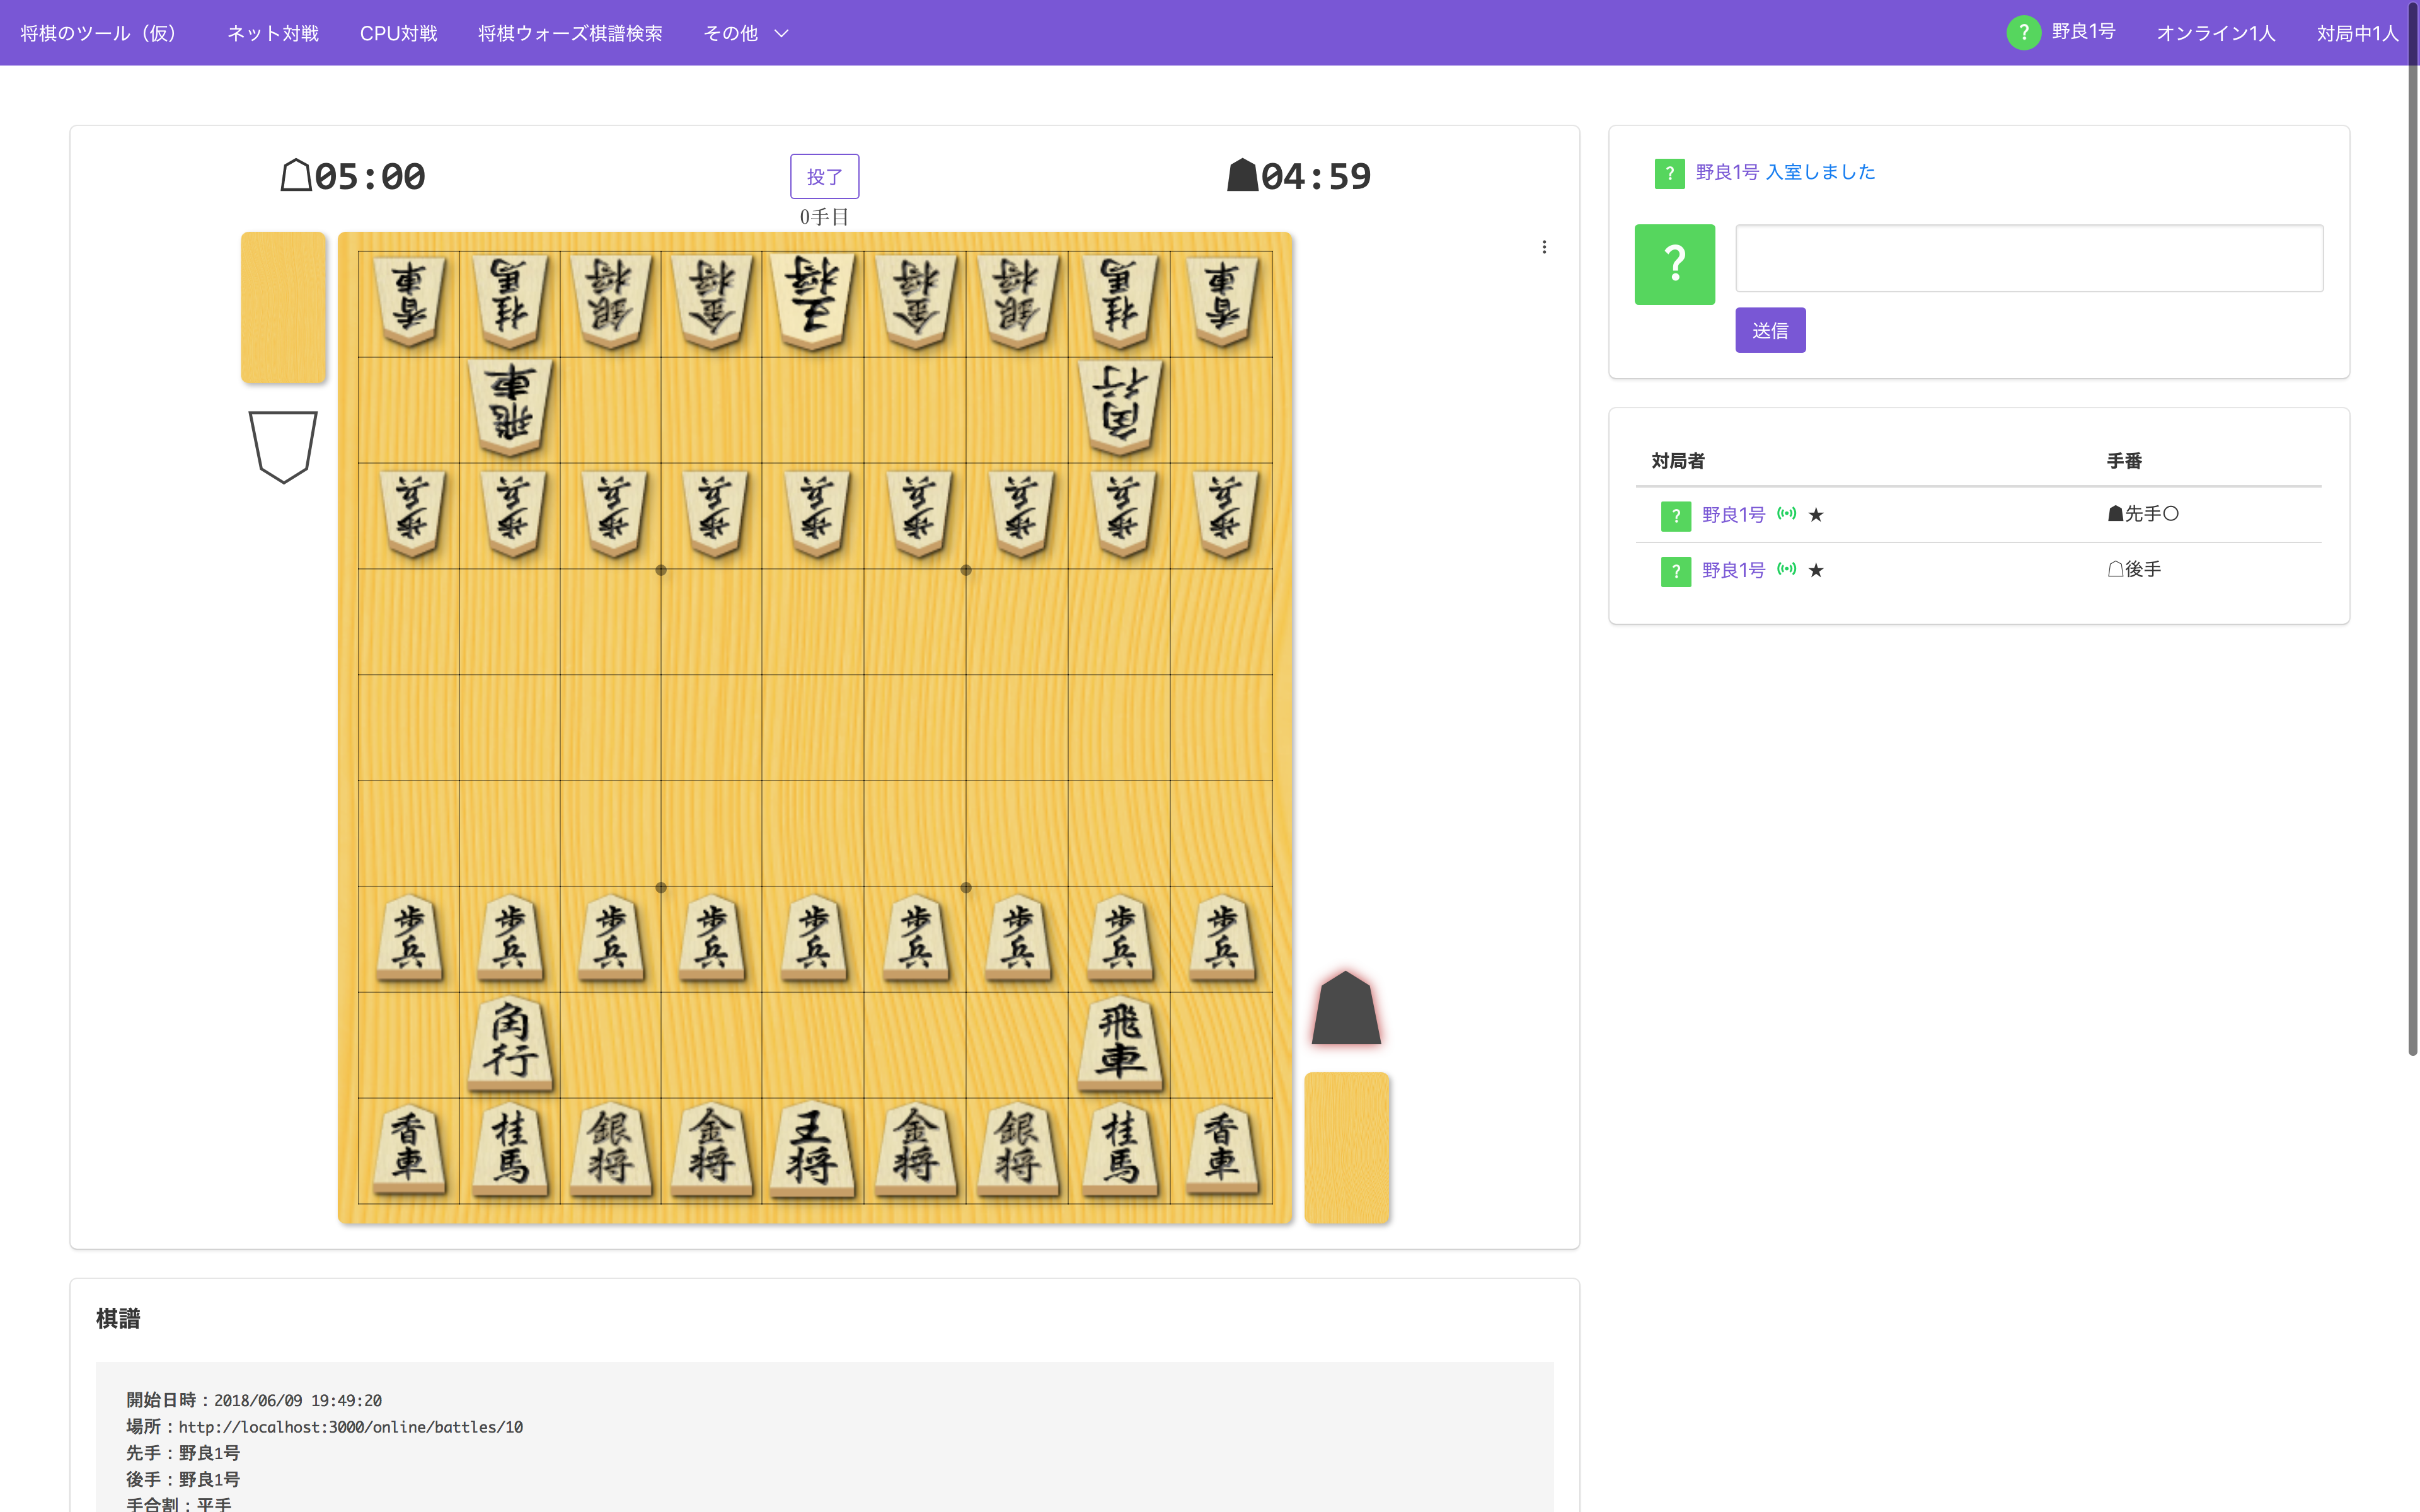 将棋のツール（仮） ネット対戦 CPU対戦 将棋ウォーズ棋譜検索 その他 ? 野良1号 オンライン1人 対局中1人
☖05:00 投了 ☗04:59
0手目
香車 桂馬 銀将 金将 王将 金将 銀将 桂馬 香車
飛車 角行
歩兵 歩兵 歩兵 歩兵 歩兵 歩兵 歩兵 歩兵 歩兵
歩兵 歩兵 歩兵 歩兵 歩兵 歩兵 歩兵 歩兵 歩兵
角行 飛車
香車 桂馬 銀将 金将 王将 金将 銀将 桂馬 香車
? 野良1号 入室しました
?
送信
対局者 手番
? 野良1号 ★ ☗先手○
? 野良1号 ★ ☖後手
棋譜
開始日時：2018/06/09 19:49:20
場所：http://localhost:3000/online/battles/10
先手：野良1号
後手：野良1号
手合割：平手